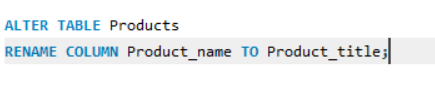 ALTER TABLE Products
RENAME COLUMN Product_name TO Product_title;